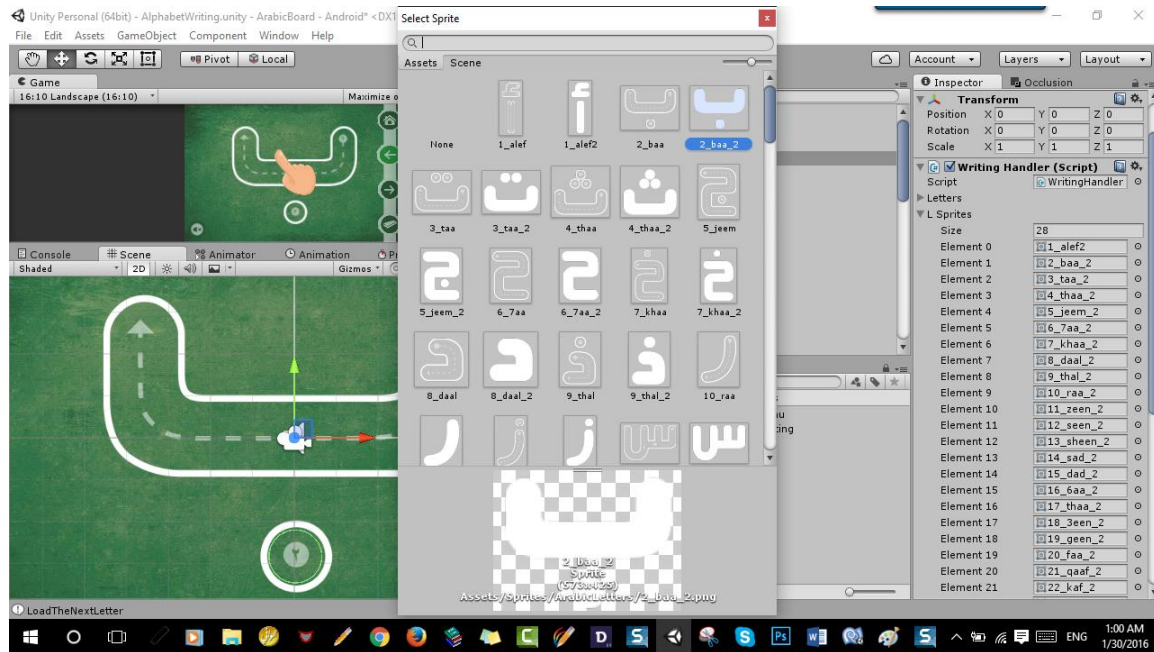 Unity Personal (64bit) - AlphabetWriting.unity - ArabicBoard - Android* <DX1
File Edit Assets GameObject Component Window Help
Pivot Local
Account Layers Layout
Game
16:10 Landscape (16:10) Maximize o
Console Scene Animator Animation
Shaded 2D Gizmos
LoadTheNextLetter
Select Sprite
x
Assets Scene
None 1_alef 1_alef2 2_baa 2_baa_2
3_taa 3_taa_2 4_thaa 4_thaa_2 5_jeem
5_jeem_2 6_7aa 6_7aa_2 7_khaa 7_khaa_2
8_daal 8_daal_2 9_thal 9_thal_2 10_raa
2_baa_2
Sprite
(573x425)
Assets/Sprites/ArabicLetters/2_baa_2.png
Inspector Occlusion
Transform
Position X 0 Y 0 Z 0
Rotation X 0 Y 0 Z 0
Scale X 1 Y 1 Z 1
Writing Handler (Script)
Script WritingHandler
Letters
L Sprites
Size 28
Element 0 1_alef2
Element 1 2_baa_2
Element 2 3_taa_2
Element 3 4_thaa_2
Element 4 5_jeem_2
Element 5 6_7aa_2
Element 6 7_khaa_2
Element 7 8_daal_2
Element 8 9_thal_2
Element 9 10_raa_2
Element 10 11_zeen_2
Element 11 12_seen_2
Element 12 13_sheen_2
Element 13 14_sad_2
Element 14 15_dad_2
Element 15 16_6aa_2
Element 16 17_thaa_2
Element 17 18_3een_2
Element 18 19_geen_2
Element 19 20_faa_2
Element 20 21_qaaf_2
Element 21 22_kaf_2
ENG 1:00 AM
1/30/2016